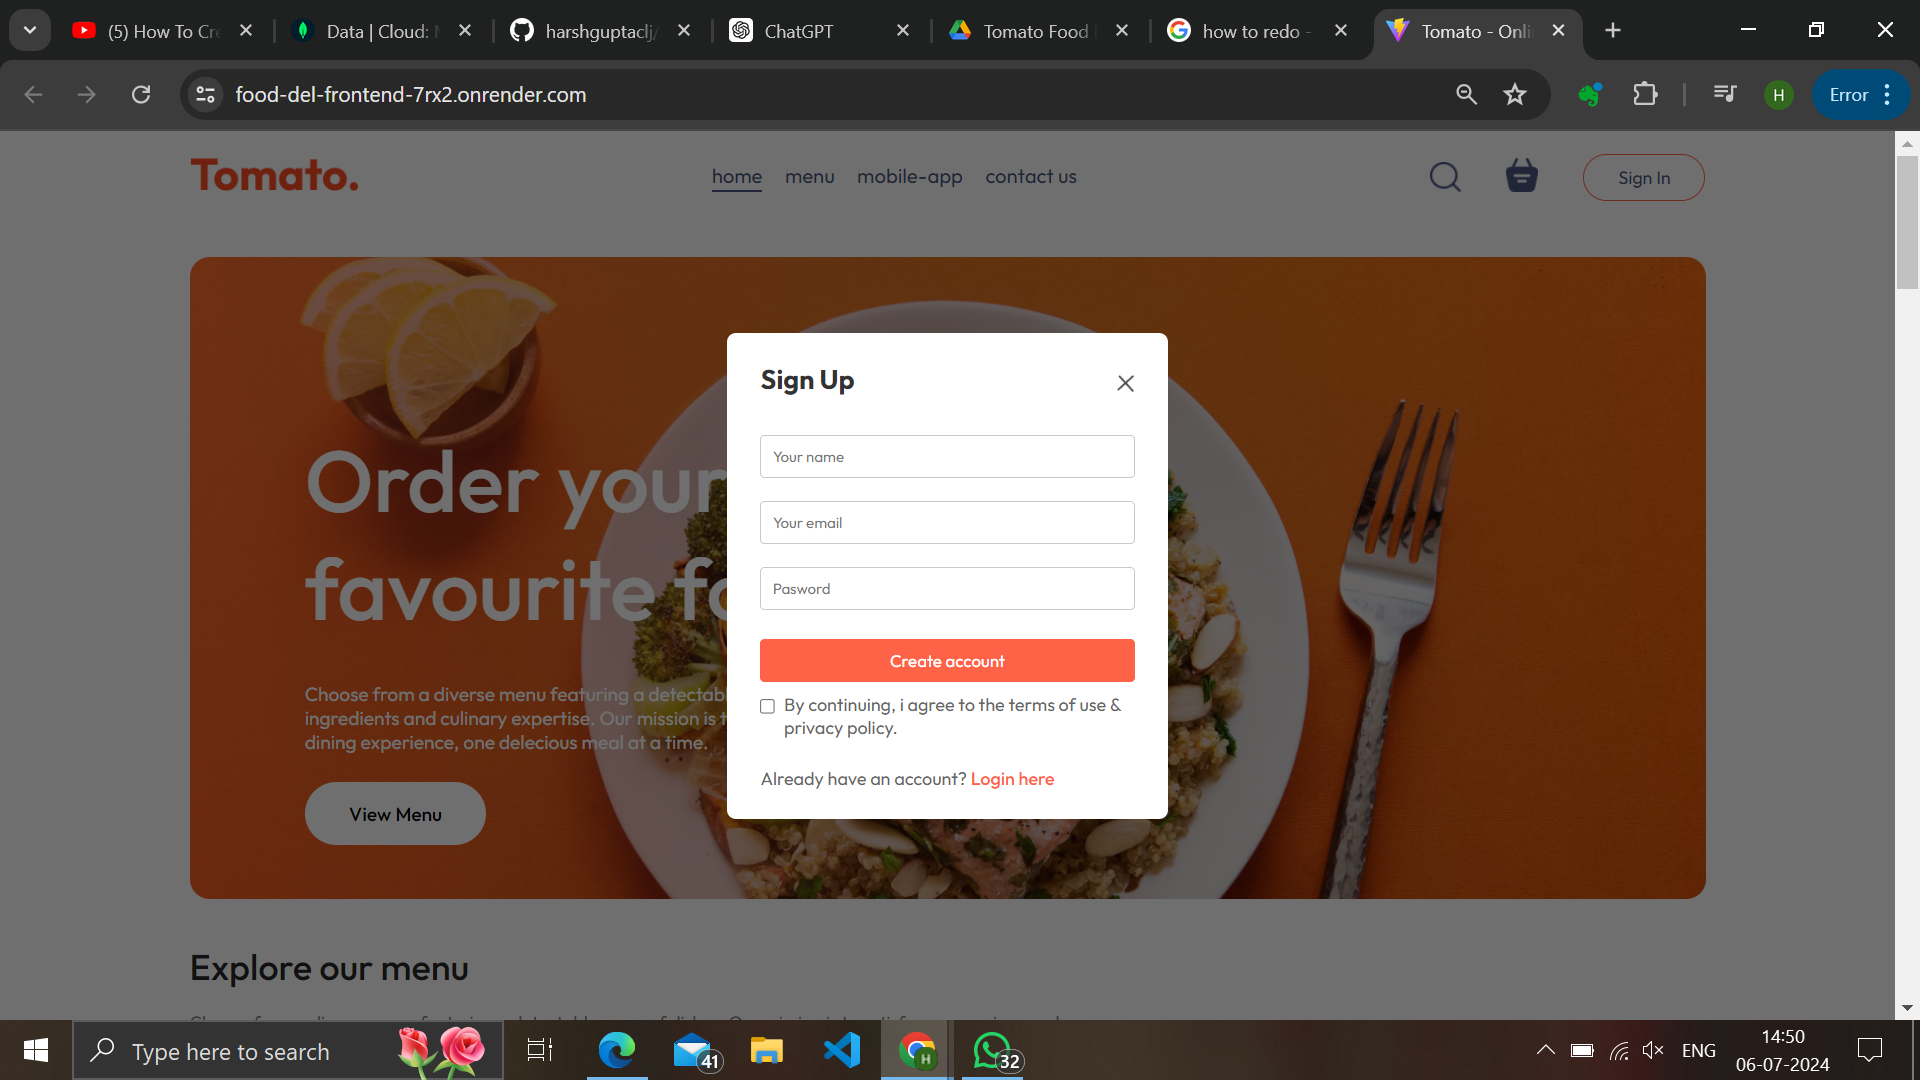 (5) How To Cre
Data | Cloud: M
harshguptaclj/
ChatGPT
Tomato Food
how to redo -
Tomato - Onli
food-del-frontend-7rx2.onrender.com
H
Error
Tomato.
home
menu
mobile-app
contact us
Sign In
Order your
favourite fo
Choose from a diverse menu featuring a detectabl
ingredients and culinary expertise. Our mission is t
dining experience, one delecious meal at a time.
View Menu
Sign Up
Your name
Your email
Pasword
Create account
By continuing, i agree to the terms of use &
privacy policy.
Already have an account? Login here
Explore our menu
Type here to search
41
H
32
ENG
14:50
06-07-2024